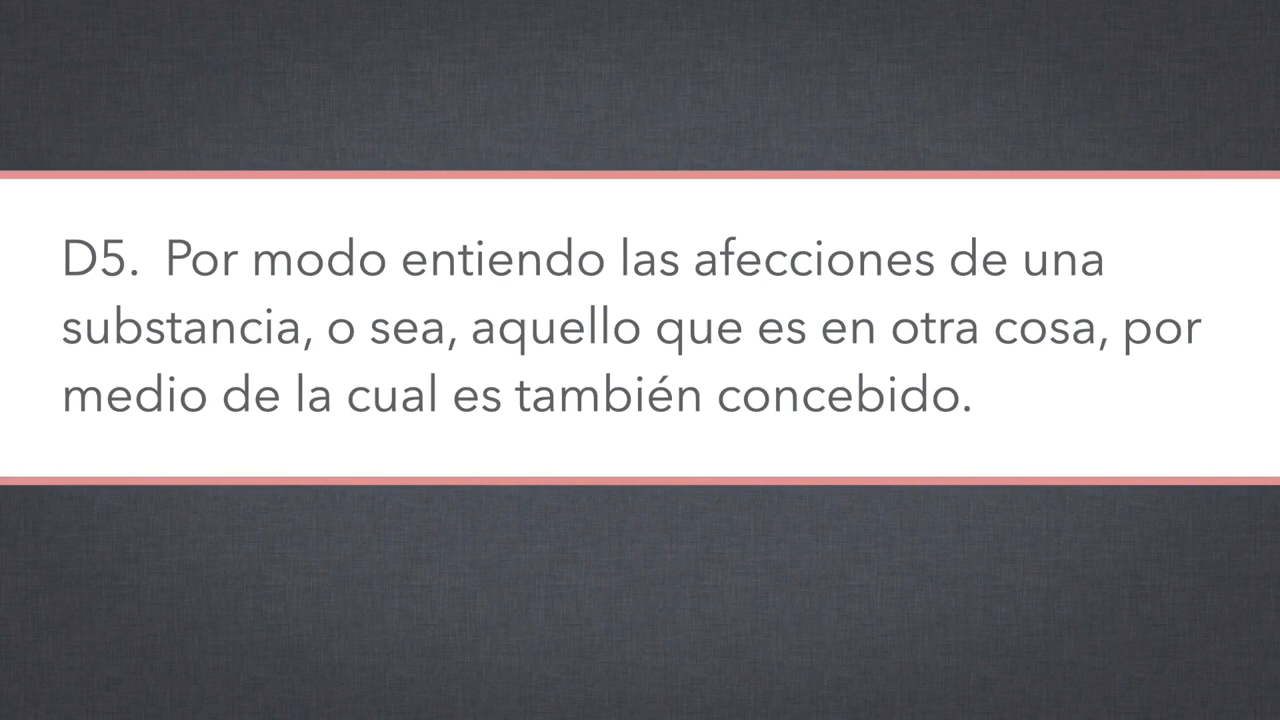 D5. Por modo entiendo las afecciones de una
substancia, o sea, aquello que es en otra cosa, por
medio de la cual es también concebido.